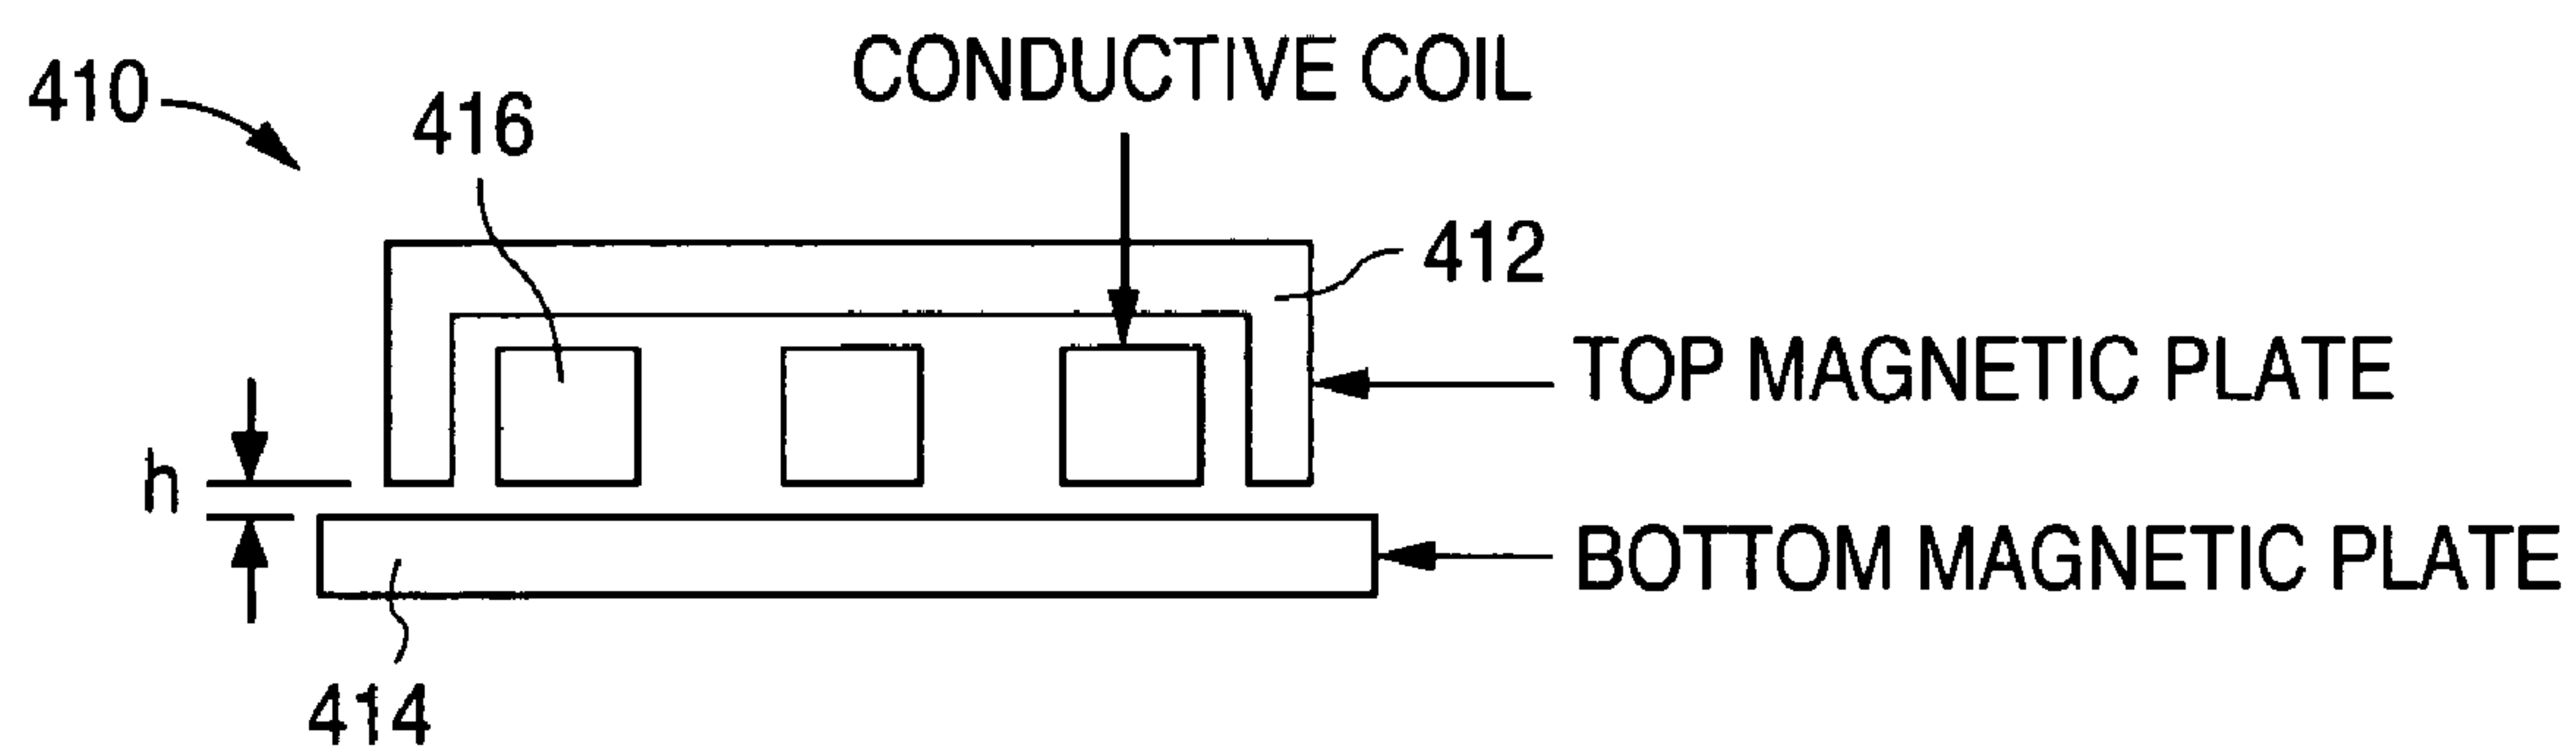 CONDUCTIVE COIL
410
416
412
TOP MAGNETIC PLATE
h
BOTTOM MAGNETIC PLATE
414